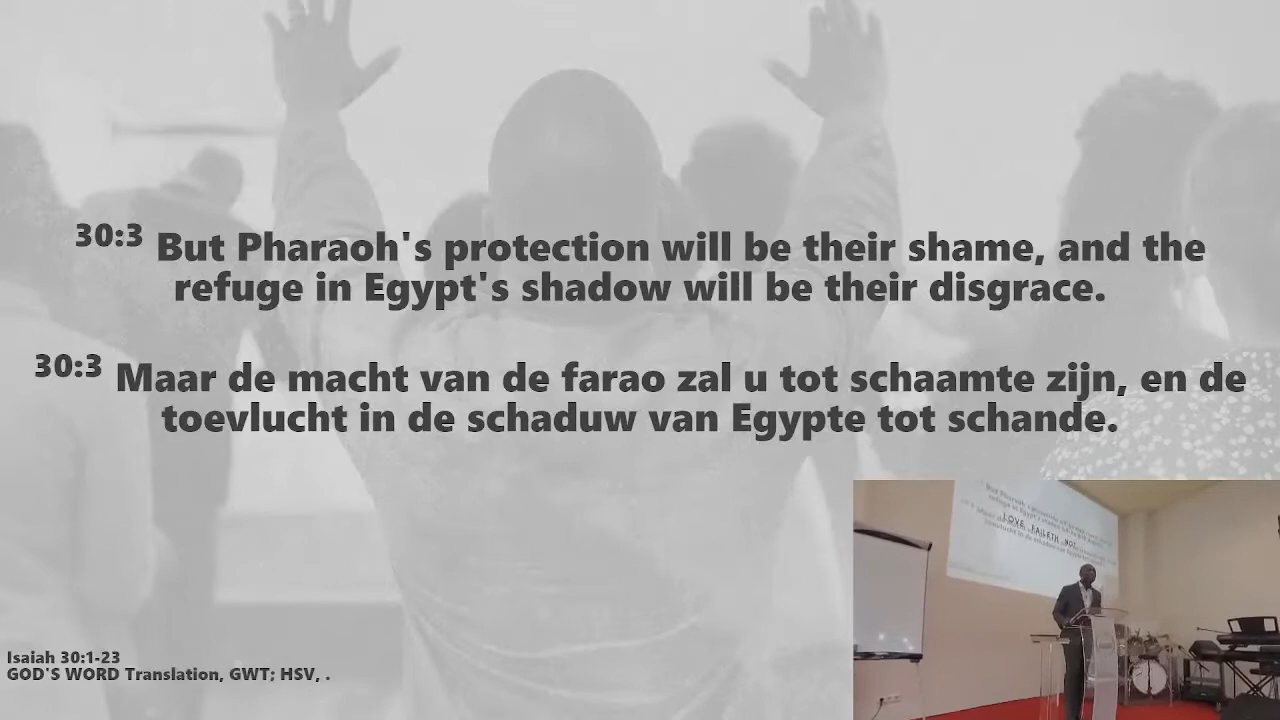 30:3 But Pharaoh's protection will be their shame, and the
refuge in Egypt's shadow will be their disgrace.
30:3 Maar de macht van de farao zal u tot schaamte zijn, en de
toevlucht in de schaduw van Egypte tot schande.
Isaiah 30:1-23
GOD'S WORD Translation, GWT; HSV, .
LOVE FAILETH NOT